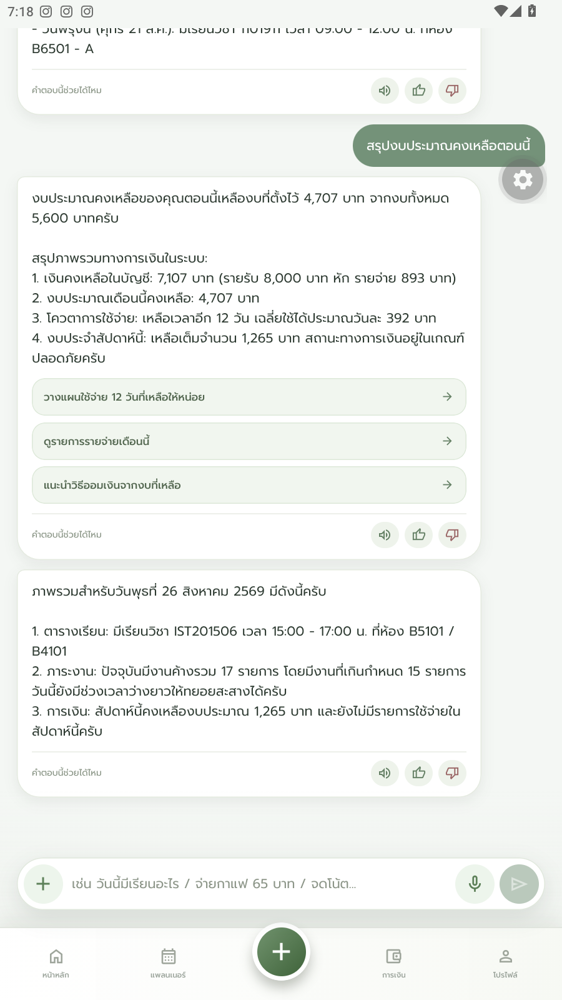 7:18
B6501 - A
คำตอบนี้ช่วยได้ไหม
สรุปงบประมาณคงเหลือตอนนี้
งบประมาณคงเหลือของคุณตอนนี้เหลืองบที่ตั้งไว้ 4,707 บาท จากงบทั้งหมด
5,600 บาทครับ
สรุปภาพรวมทางการเงินในระบบ:
1. เงินคงเหลือในบัญชี: 7,107 บาท (รายรับ 8,000 บาท หัก รายจ่าย 893 บาท)
2. งบประมาณเดือนนี้คงเหลือ: 4,707 บาท
3. โควตาการใช้จ่าย: เหลือเวลาอีก 12 วัน เฉลี่ยใช้ได้ประมาณวันละ 392 บาท
4. งบประจำสัปดาห์นี้: เหลือเต็มจำนวน 1,265 บาท สถานะทางการเงินอยู่ในเกณฑ์
ปลอดภัยครับ
วางแผนใช้จ่าย 12 วันที่เหลือให้หน่อย
ดูรายการรายจ่ายเดือนนี้
แนะนำวิธีออมเงินจากงบที่เหลือ
คำตอบนี้ช่วยได้ไหม
ภาพรวมสำหรับวันพุธที่ 26 สิงหาคม 2569 มีดังนี้ครับ
1. ตารางเรียน: มีเรียนวิชา IST201506 เวลา 15:00 - 17:00 น. ที่ห้อง B5101 /
B4101
2. ภาระงาน: ปัจจุบันมีงานค้างรวม 17 รายการ โดยมีงานที่เกินกำหนด 15 รายการ
วันนี้ยังมีช่วงเวลาว่างยาวให้ทยอยสะสางได้ครับ
3. การเงิน: สัปดาห์นี้คงเหลืองบประมาณ 1,265 บาท และยังไม่มีรายการใช้จ่ายใน
สัปดาห์นี้ครับ
คำตอบนี้ช่วยได้ไหม
เช่น วันนี้มีเรียนอะไร / จ่ายกาแฟ 65 บาท / จดโน้ต...
หน้าหลัก
แพลนเนอร์
การเงิน
โปรไฟล์